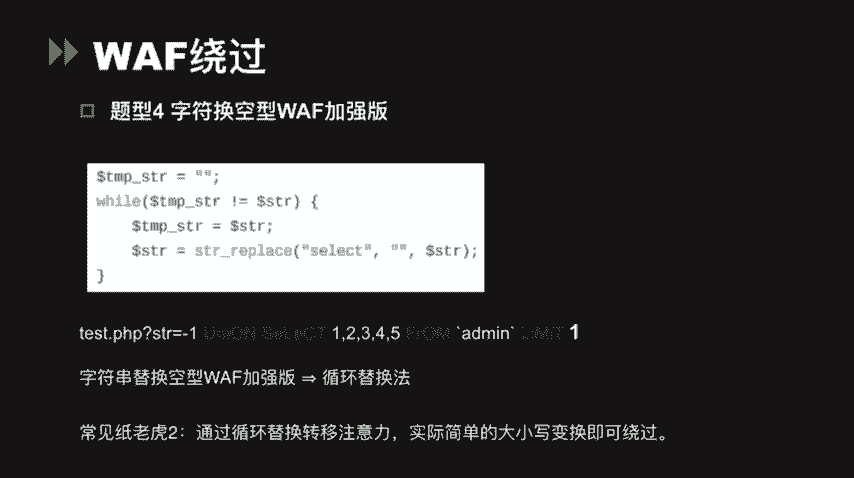 WAF绕过
题型4 字符换空型WAF加强版
$tmp_str = "";
while($tmp_str != $str) {
$tmp_str = $str;
$str = str_replace("select", "", $str);
}
test.php?str=-1 SeLeCT 1,2,3,4,5 FrOM `admin` LiMIT 1
字符串替换空型WAF加强版 ⇒ 循环替换法
常见纸老虎2：通过循环替换转移注意力，实际简单的大小写变换即可绕过。